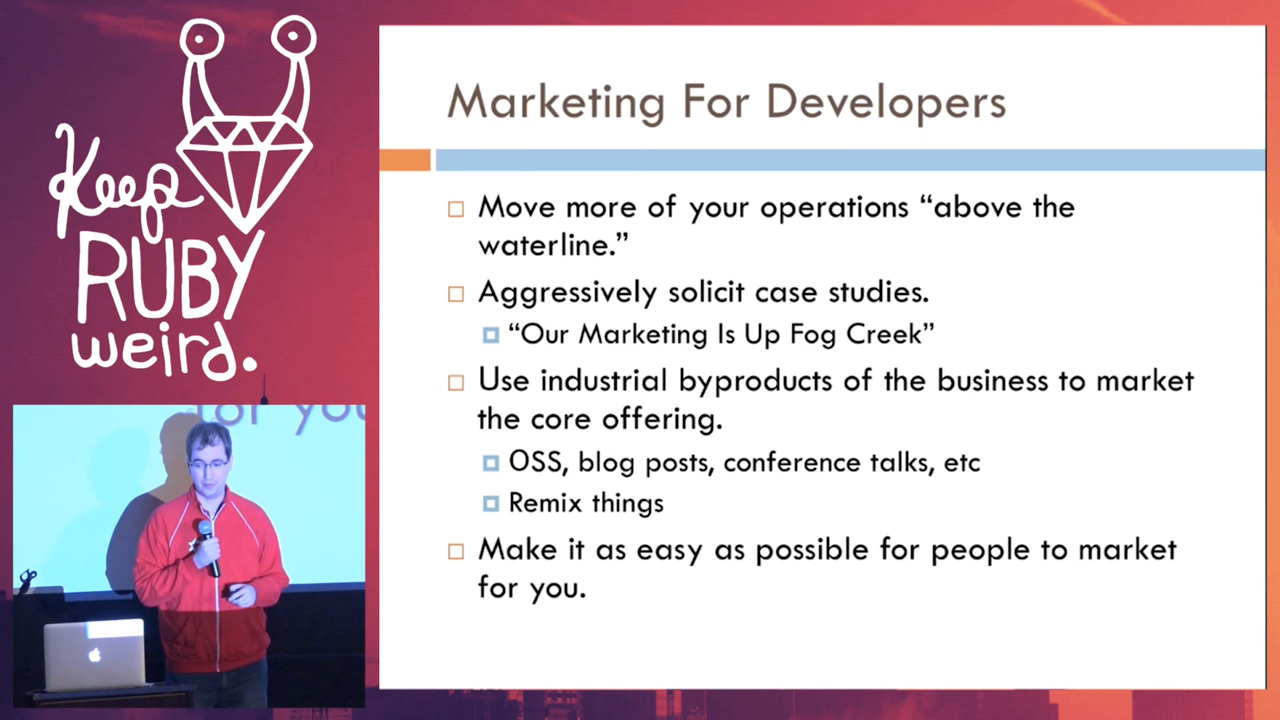 Keep
RUBY
weird.
Marketing For Developers
Move more of your operations “above the
waterline.”
Aggressively solicit case studies.
“Our Marketing Is Up Fog Creek”
Use industrial byproducts of the business to market
the core offering.
OSS, blog posts, conference talks, etc
Remix things
Make it as easy as possible for people to market
for you.
for you